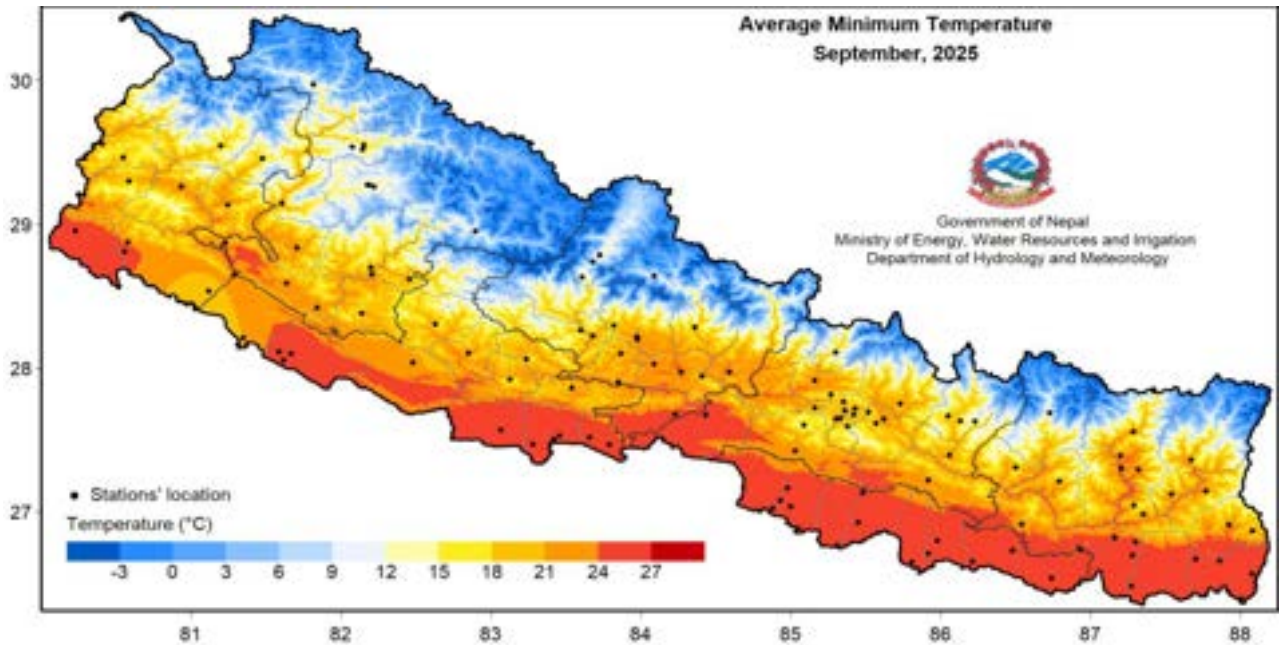 Average Minimum Temperature
September, 2025
Government of Nepal
Ministry of Energy, Water Resources and Irrigation
Department of Hydrology and Meteorology
30
29
28
27
Stations' location
Temperature (°C)
-3 0 3 6 9 12 15 18 21 24 27
81 82 83 84 85 86 87 88